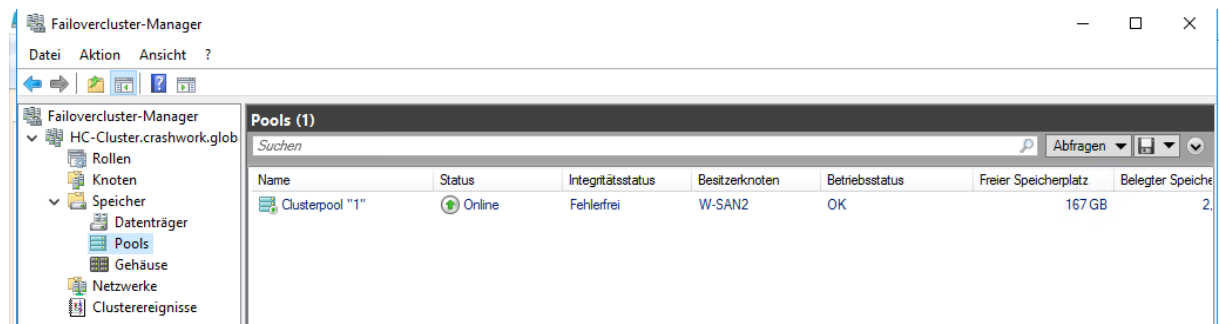 Failovercluster-Manager
Datei Aktion Ansicht ?
Failovercluster-Manager
HC-Cluster.crashwork.glob
Rollen
Knoten
Speicher
Datenträger
Pools
Gehäuse
Netzwerke
Clusterereignisse
Pools (1)
Suchen
Abfragen
Name Status Integritätsstatus Besitzerknoten Betriebsstatus Freier Speicherplatz Belegter Speiche
Clusterpool "1" Online Fehlerfrei W-SAN2 OK 167 GB 2,